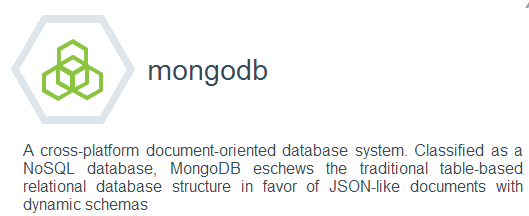 mongodb
A cross-platform document-oriented database system. Classified as a
NoSQL database, MongoDB eschews the traditional table-based
relational database structure in favor of JSON-like documents with
dynamic schemas